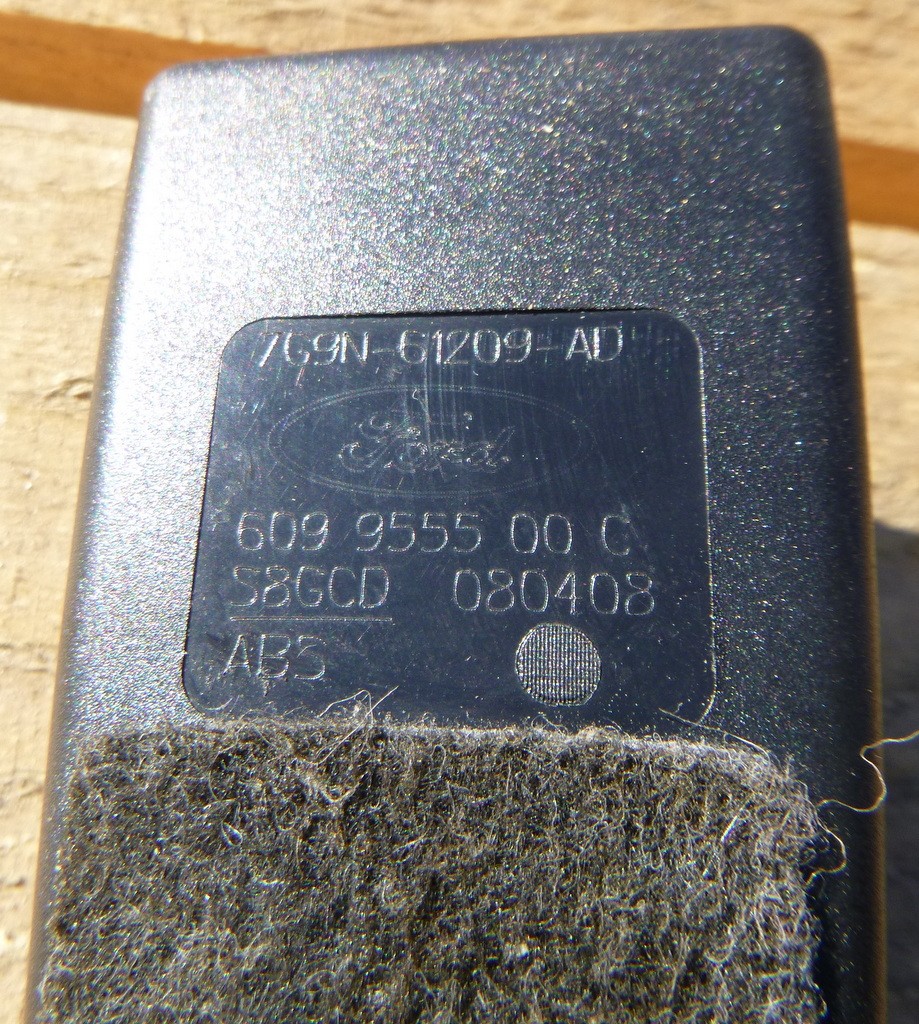 7G9N-61209-AD
Ford
609 9555 00 C
S8GCD 080408
ABS